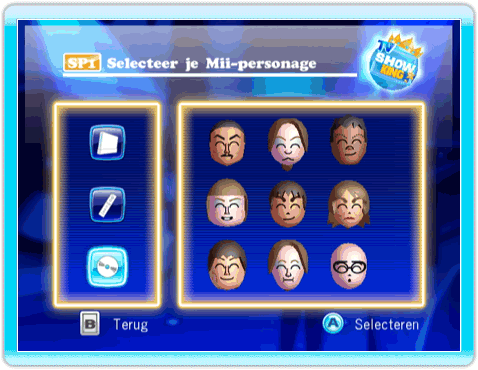 SP1 Selecteer je Mii-personage
TV
SHOW
KING
B Terug
A Selecteren